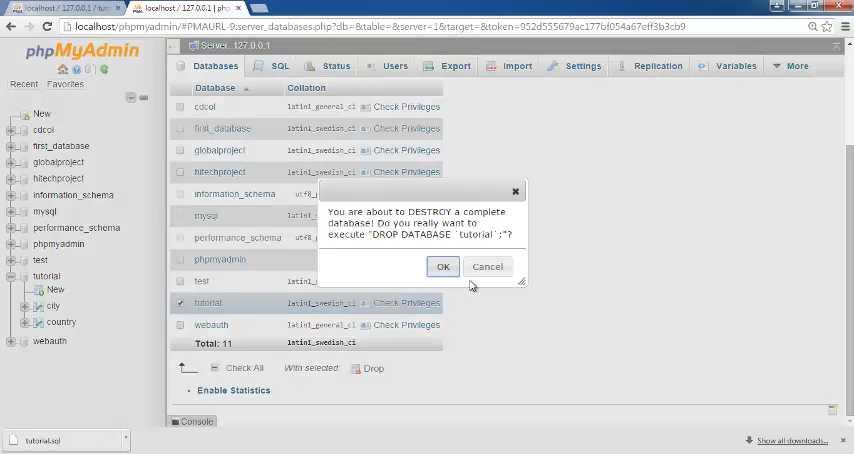 localhost / 127.0.0.1 / tuto
localhost / 127.0.0.1 | ph
localhost/phpmyadmin/#PMAURL-9:server_databases.php?db=&table=&server=1&target=&token=952d555679ac177bf054a67eff3b3cb9
phpMyAdmin
Recent Favorites
New
cdcol
first_database
globalproject
hitechproject
information_schema
mysql
performance_schema
phpmyadmin
test
tutorial
New
city
country
webauth
Server: 127.0.0.1
Databases SQL Status Users Export Import Settings Replication Variables More
Database Collation
cdcol latin1_general_ci Check Privileges
first_database latin1_swedish_ci Check Privileges
globalproject latin1_swedish_ci Check Privileges
hitechproject latin1_swedish_ci Check Privileges
information_schema
mysql
performance_schema
phpmyadmin
test
tutorial latin1_swedish_ci Check Privileges
webauth latin1_general_ci Check Privileges
Total: 11 latin1_swedish_ci
Check All With selected: Drop
Enable Statistics
Console
You are about to DESTROY a complete
database! Do you really want to
execute "DROP DATABASE `tutorial`;"?
OK Cancel
tutorial.sql
Show all downloads...